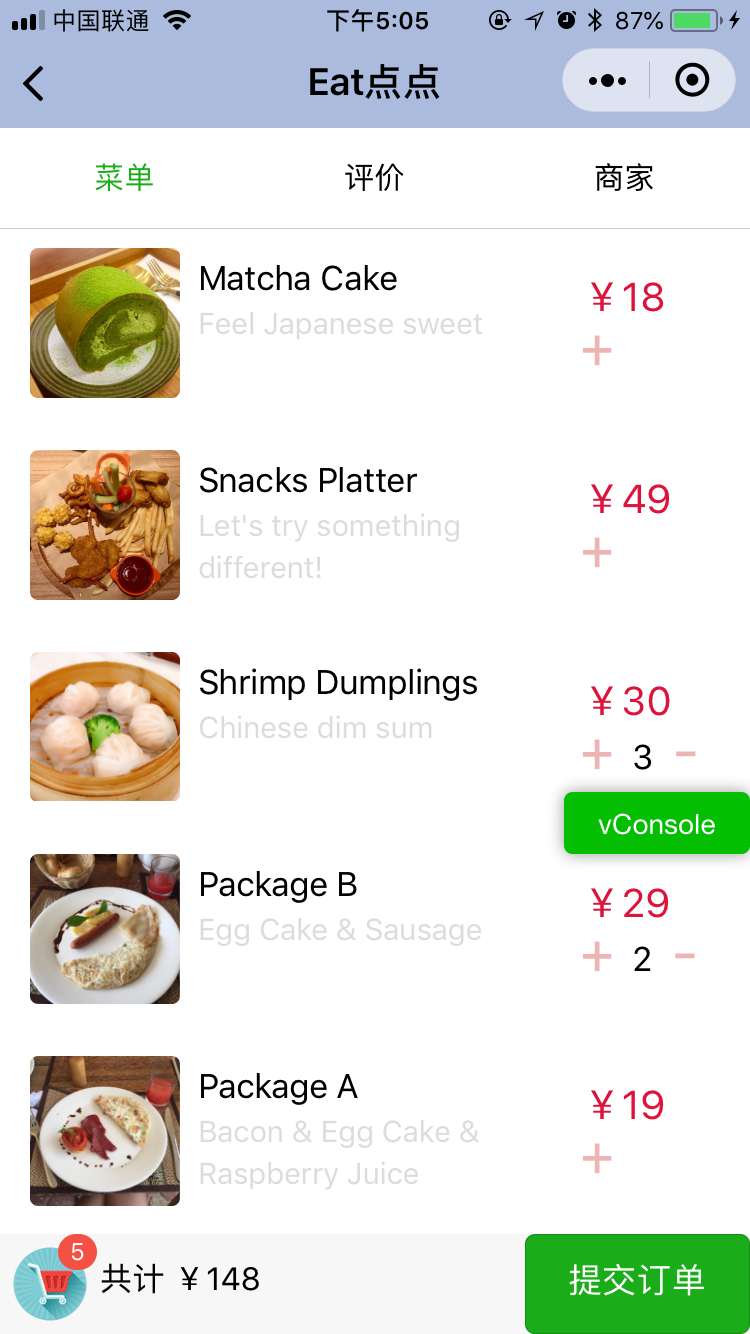 中国联通 下午5:05 87%
Eat点点
菜单 评价 商家
Matcha Cake
Feel Japanese sweet
¥ 18
+
Snacks Platter
Let's try something
different!
¥ 49
+
Shrimp Dumplings
Chinese dim sum
¥ 30
+ 3 −
vConsole
Package B
Egg Cake & Sausage
¥ 29
+ 2 −
Package A
Bacon & Egg Cake &
Raspberry Juice
¥ 19
+
5
共计 ¥ 148
提交订单